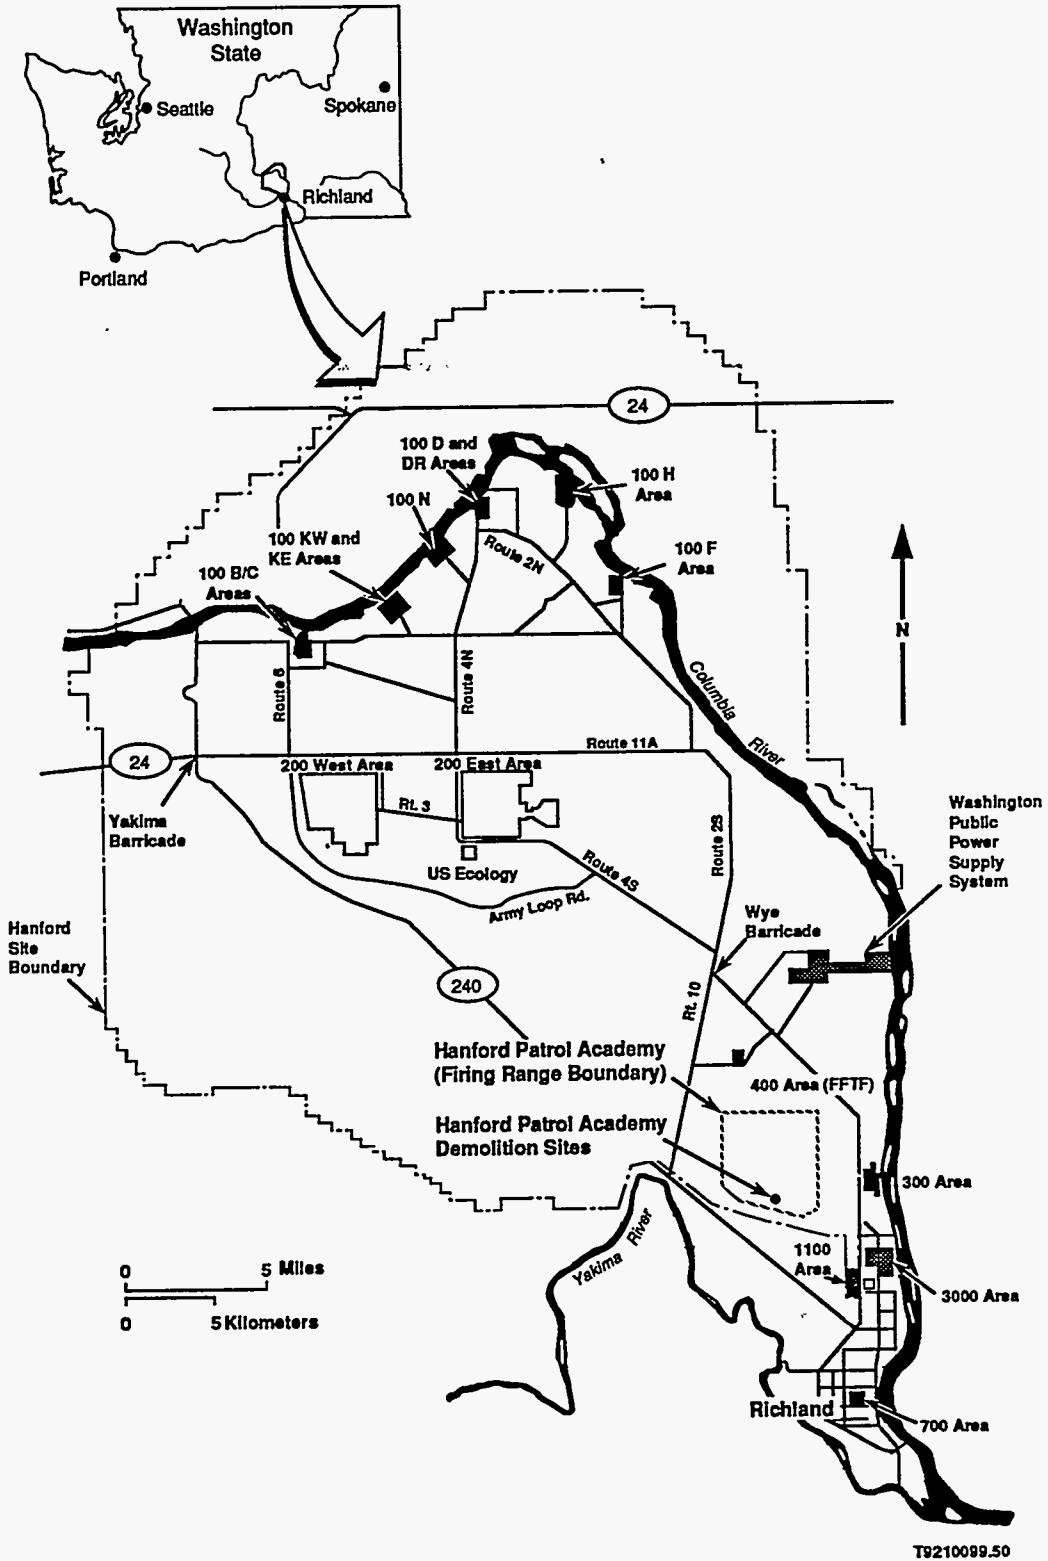 Washington
State
Seattle
Spokane
Richland
Portland
24
100 D and
DR Areas
100 H
Area
100 N
100 KW and
KE Areas
Route 2N
100 F
Area
100 B/C
Areas
N
Route 6
Route 4N
Columbia
River
Route 11A
24
200 West Area
200 East Area
Rt. 3
Yakima
Barricade
US Ecology
Route 4S
Route 2S
Army Loop Rd.
Washington
Public
Power
Supply
System
Wye
Barricade
Hanford
Site
Boundary
240
Rt. 10
Hanford Patrol Academy
(Firing Range Boundary)
400 Area (FFTF)
Hanford Patrol Academy
Demolition Sites
300 Area
Yakima
River
1100
Area
3000 Area
0 5 Miles
0 5 Kilometers
Richland
700 Area
T9210099.50